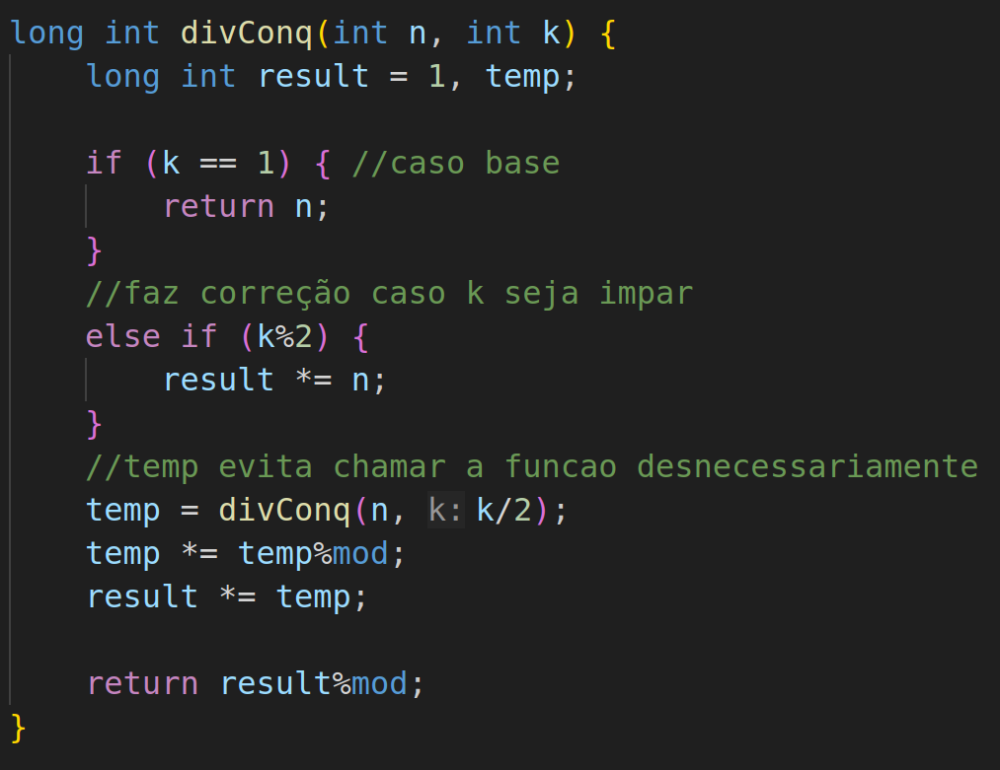 long int divConq(int n, int k) {
    long int result = 1, temp;

    if (k == 1) { //caso base
        return n;
    }
    //faz correção caso k seja impar
    else if (k%2) {
        result *= n;
    }
    //temp evita chamar a funcao desnecessariamente
    temp = divConq(n, k: k/2);
    temp *= temp%mod;
    result *= temp;

    return result%mod;
}